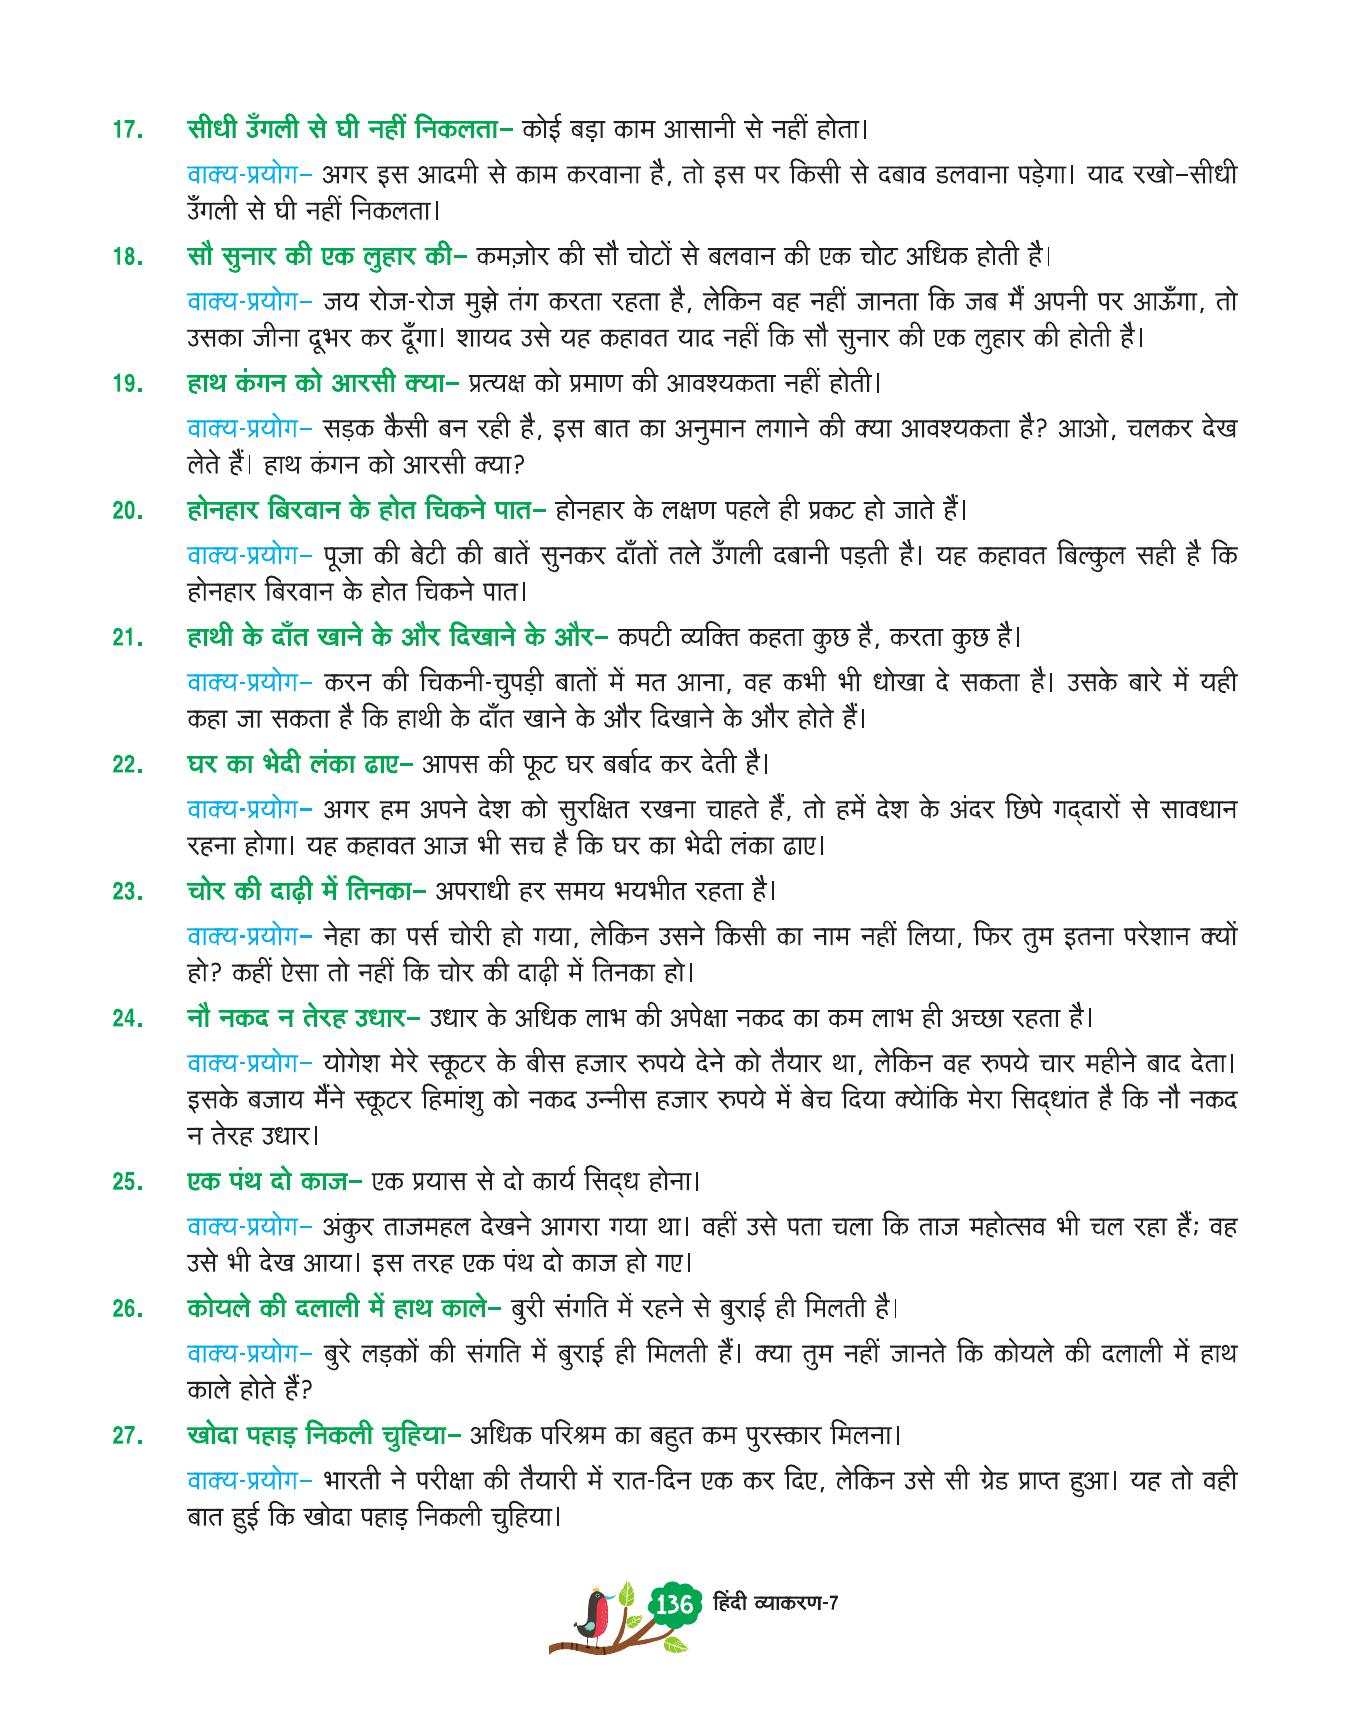 17. सीधी उँगली से घी नहीं निकलता– कोई बड़ा काम आसानी से नहीं होता।
वाक्य-प्रयोग– अगर इस आदमी से काम करवाना है, तो इस पर किसी से दबाव डलवाना पड़ेगा। याद रखो–सीधी
उँगली से घी नहीं निकलता।
18. सौ सुनार की एक लुहार की– कमज़ोर की सौ चोटों से बलवान की एक चोट अधिक होती है।
वाक्य-प्रयोग– जय रोज-रोज मुझे तंग करता रहता है, लेकिन वह नहीं जानता कि जब मैं अपनी पर आऊँगा, तो
उसका जीना दूभर कर दूँगा। शायद उसे यह कहावत याद नहीं कि सौ सुनार की एक लुहार की होती है।
19. हाथ कंगन को आरसी क्या– प्रत्यक्ष को प्रमाण की आवश्यकता नहीं होती।
वाक्य-प्रयोग– सड़क कैसी बन रही है, इस बात का अनुमान लगाने की क्या आवश्यकता है? आओ, चलकर देख
लेते हैं। हाथ कंगन को आरसी क्या?
20. होनहार बिरवान के होत चिकने पात– होनहार के लक्षण पहले ही प्रकट हो जाते हैं।
वाक्य-प्रयोग– पूजा की बेटी की बातें सुनकर दाँतों तले उँगली दबानी पड़ती है। यह कहावत बिल्कुल सही है कि
होनहार बिरवान के होत चिकने पात।
21. हाथी के दाँत खाने के और दिखाने के और– कपटी व्यक्ति कहता कुछ है, करता कुछ है।
वाक्य-प्रयोग– करन की चिकनी-चुपड़ी बातों में मत आना, वह कभी भी धोखा दे सकता है। उसके बारे में यही
कहा जा सकता है कि हाथी के दाँत खाने के और दिखाने के और होते हैं।
22. घर का भेदी लंका ढाए– आपस की फूट घर बर्बाद कर देती है।
वाक्य-प्रयोग– अगर हम अपने देश को सुरक्षित रखना चाहते हैं, तो हमें देश के अंदर छिपे गद्‌दारों से सावधान
रहना होगा। यह कहावत आज भी सच है कि घर का भेदी लंका ढाए।
23. चोर की दाढ़ी में तिनका– अपराधी हर समय भयभीत रहता है।
वाक्य-प्रयोग– नेहा का पर्स चोरी हो गया, लेकिन उसने किसी का नाम नहीं लिया, फिर तुम इतना परेशान क्यों
हो? कहीं ऐसा तो नहीं कि चोर की दाढ़ी में तिनका हो।
24. नौ नकद न तेरह उधार– उधार के अधिक लाभ की अपेक्षा नकद का कम लाभ ही अच्छा रहता है।
वाक्य-प्रयोग– योगेश मेरे स्कूटर के बीस हजार रुपये देने को तैयार था, लेकिन वह रुपये चार महीने बाद देता।
इसके बजाय मैंने स्कूटर हिमांशु को नकद उन्नीस हजार रुपये में बेच दिया क्योंकि मेरा सिद्‌धांत है कि नौ नकद
न तेरह उधार।
25. एक पंथ दो काज– एक प्रयास से दो कार्य सिद्‌ध होना।
वाक्य-प्रयोग– अंकुर ताजमहल देखने आगरा गया था। वहीं उसे पता चला कि ताज महोत्सव भी चल रहा हैं; वह
उसे भी देख आया। इस तरह एक पंथ दो काज हो गए।
26. कोयले की दलाली में हाथ काले– बुरी संगति में रहने से बुराई ही मिलती है।
वाक्य-प्रयोग– बुरे लड़कों की संगति में बुराई ही मिलती हैं। क्या तुम नहीं जानते कि कोयले की दलाली में हाथ
काले होते हैं?
27. खोदा पहाड़ निकली चुहिया– अधिक परिश्रम का बहुत कम पुरस्कार मिलना।
वाक्य-प्रयोग– भारती ने परीक्षा की तैयारी में रात-दिन एक कर दिए, लेकिन उसे सी ग्रेड प्राप्त हुआ। यह तो वही
बात हुई कि खोदा पहाड़ निकली चुहिया।
136 हिंदी व्याकरण-7